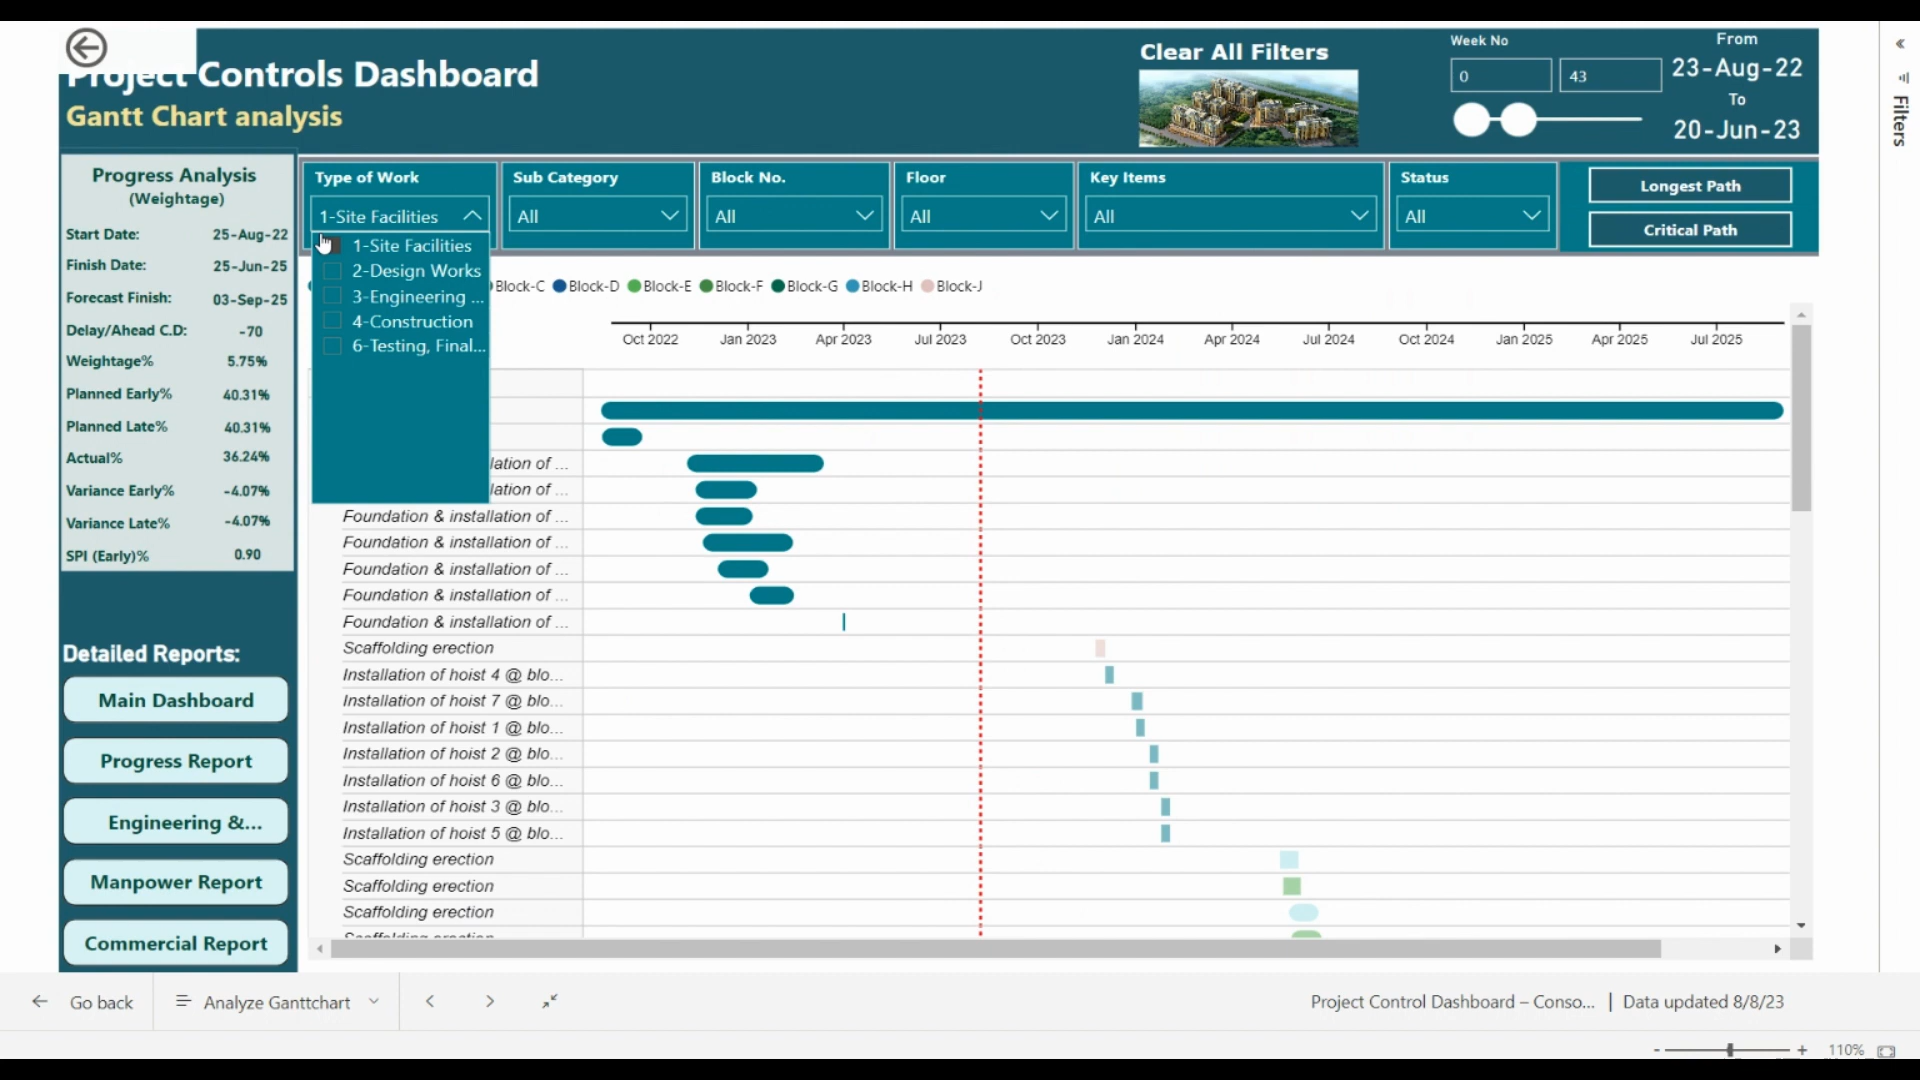 Project Controls Dashboard
Gantt Chart analysis
Clear All Filters
Week No
0
43
From
23-Aug-22
To
20-Jun-23
«
Filters
Progress Analysis
(Weightage)
Start Date: 25-Aug-22
Finish Date: 25-Jun-25
Forecast Finish: 03-Sep-25
Delay/Ahead C.D: -70
Weightage% 5.75%
Planned Early% 40.31%
Planned Late% 40.31%
Actual% 36.24%
Variance Early% -4.07%
Variance Late% -4.07%
SPI (Early)% 0.90
Detailed Reports:
Main Dashboard
Progress Report
Engineering &...
Manpower Report
Commercial Report
Type of Work
1-Site Facilities
1-Site Facilities
2-Design Works
3-Engineering ...
4-Construction
6-Testing, Final...
Sub Category
All
Block No.
All
Floor
All
Key Items
All
Status
All
Longest Path
Critical Path
Block-C Block-D Block-E Block-F Block-G Block-H Block-J
Oct 2022 Jan 2023 Apr 2023 Jul 2023 Oct 2023 Jan 2024 Apr 2024 Jul 2024 Oct 2024 Jan 2025 Apr 2025 Jul 2025
lation of ...
lation of ...
Foundation & installation of ...
Foundation & installation of ...
Foundation & installation of ...
Foundation & installation of ...
Foundation & installation of ...
Scaffolding erection
Installation of hoist 4 @ blo...
Installation of hoist 7 @ blo...
Installation of hoist 1 @ blo...
Installation of hoist 2 @ blo...
Installation of hoist 6 @ blo...
Installation of hoist 3 @ blo...
Installation of hoist 5 @ blo...
Scaffolding erection
Scaffolding erection
Scaffolding erection
Scaffolding erection
Go back
Analyze Ganttchart
Project Control Dashboard – Conso... | Data updated 8/8/23
- + 110%